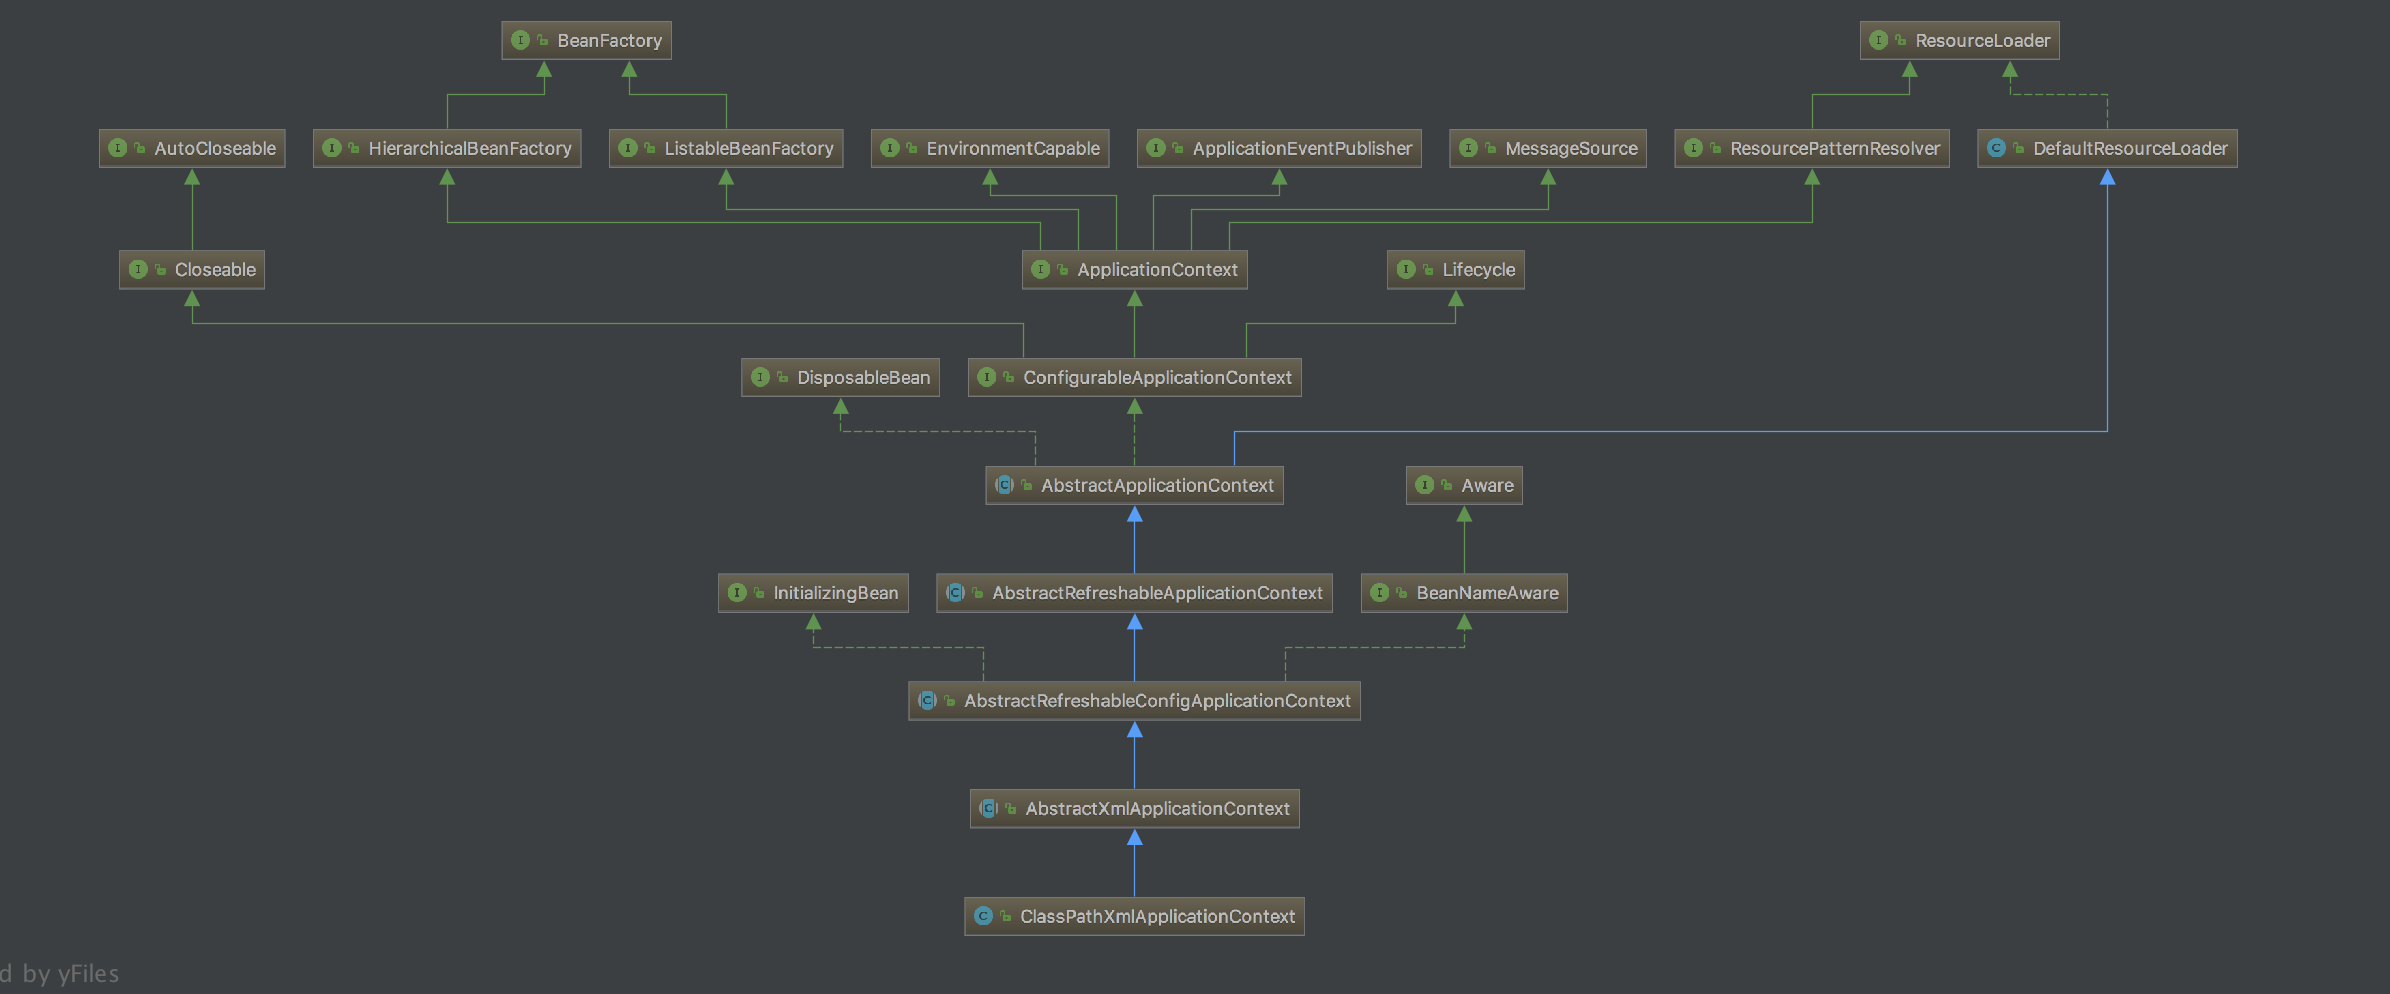 BeanFactory
ResourceLoader
AutoCloseable
HierarchicalBeanFactory
ListableBeanFactory
EnvironmentCapable
ApplicationEventPublisher
MessageSource
ResourcePatternResolver
DefaultResourceLoader
Closeable
ApplicationContext
Lifecycle
DisposableBean
ConfigurableApplicationContext
AbstractApplicationContext
Aware
InitializingBean
AbstractRefreshableApplicationContext
BeanNameAware
AbstractRefreshableConfigApplicationContext
AbstractXmlApplicationContext
ClassPathXmlApplicationContext
d by yFiles